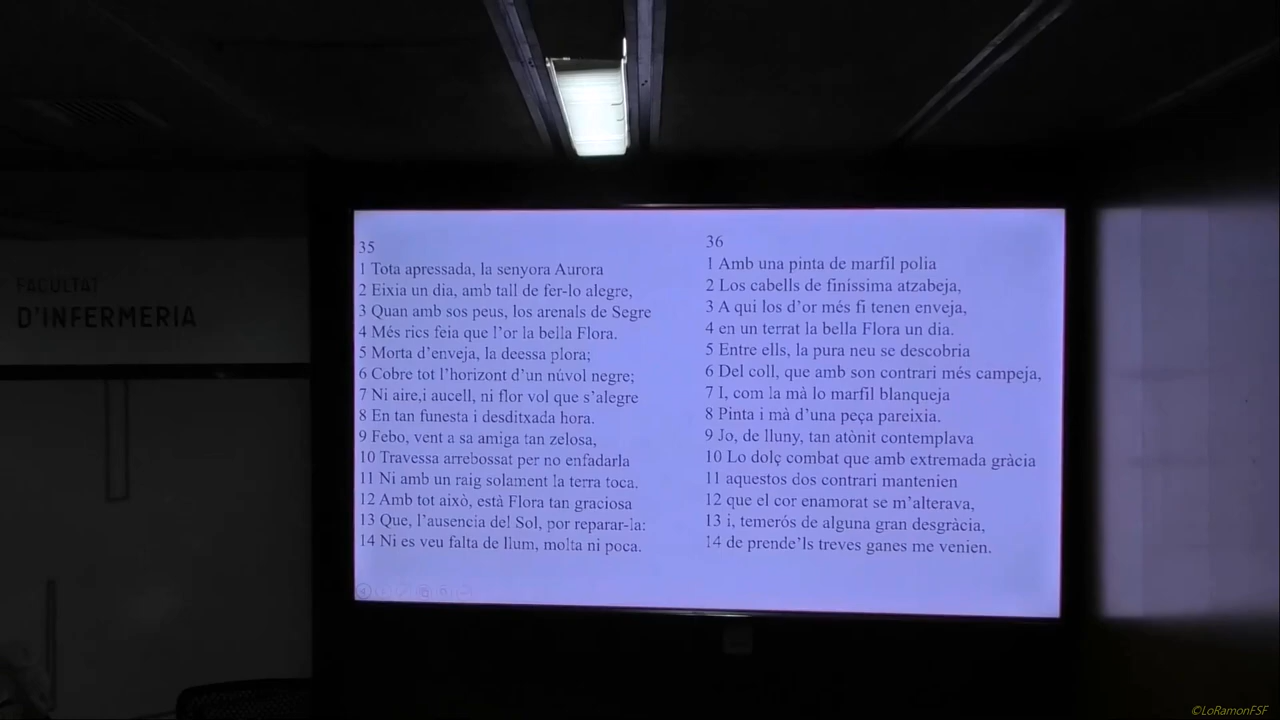 FACULTAT
D'INFERMERIA
35
1 Tota apressada, la senyora Aurora
2 Eixia un dia, amb tall de fer-lo alegre,
3 Quan amb sos peus, los arenals de Segre
4 Més rics feia que l'or la bella Flora.
5 Morta d'enveja, la deessa plora;
6 Cobre tot l'horizont d'un núvol negre;
7 Ni aire,i aucell, ni flor vol que s'alegre
8 En tan funesta i desditxada hora.
9 Febo, vent a sa amiga tan zelosa,
10 Travessa arrebossat per no enfadarla
11 Ni amb un raig solament la terra toca.
12 Amb tot això, està Flora tan graciosa
13 Que, l'ausencia del Sol, por reparar-la:
14 Ni es veu falta de llum, molta ni poca.
36
1 Amb una pinta de marfil polia
2 Los cabells de finíssima atzabeja,
3 A qui los d'or més fi tenen enveja,
4 en un terrat la bella Flora un dia.
5 Entre ells, la pura neu se descobria
6 Del coll, que amb son contrari més campeja,
7 I, com la mà lo marfil blanqueja
8 Pinta i mà d'una peça pareixia.
9 Jo, de lluny, tan atònit contemplava
10 Lo dolç combat que amb extremada gràcia
11 aquestos dos contrari mantenien
12 que el cor enamorat se m'alterava,
13 i, temerós de alguna gran desgràcia,
14 de prende'ls treves ganes me venien.
©LoRamonFSF